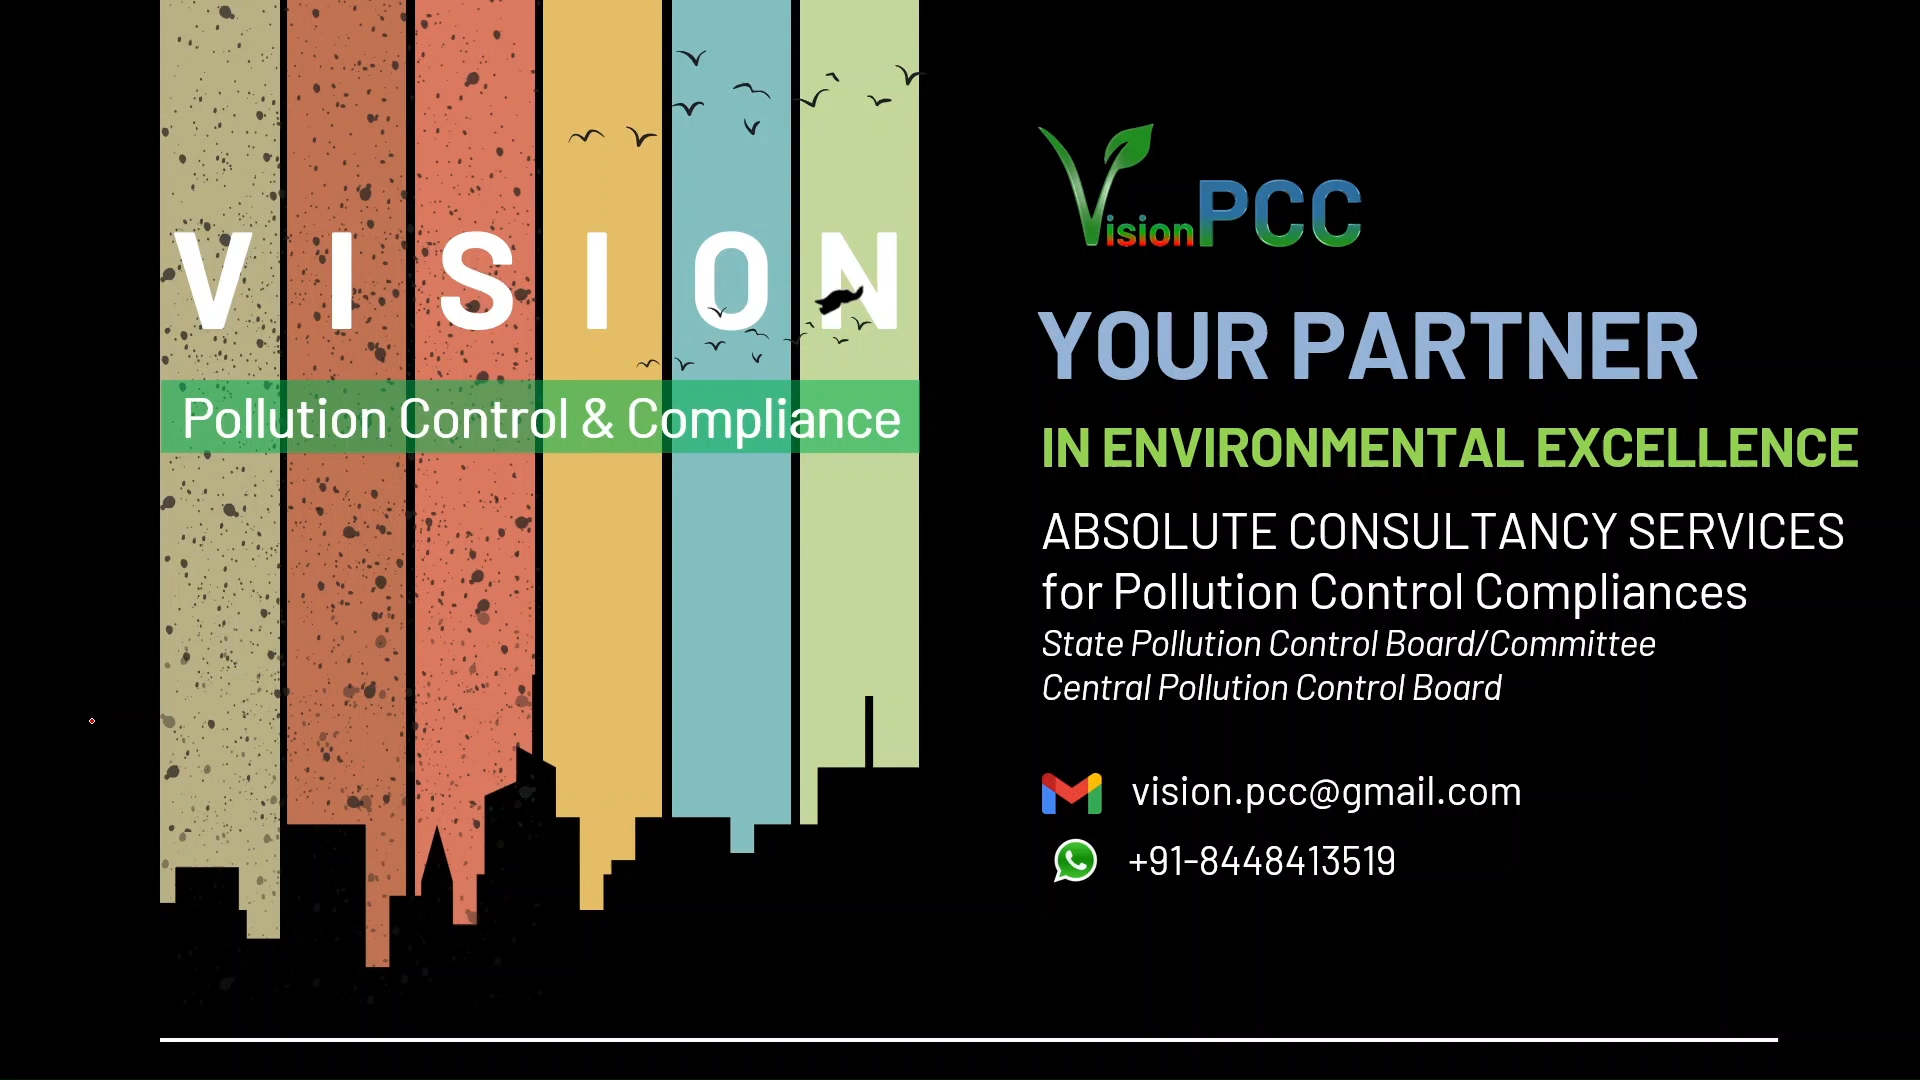 VISION
Pollution Control & Compliance
VisionPCC
YOUR PARTNER
IN ENVIRONMENTAL EXCELLENCE
ABSOLUTE CONSULTANCY SERVICES
for Pollution Control Compliances
State Pollution Control Board/Committee
Central Pollution Control Board
vision.pcc@gmail.com
+91-8448413519